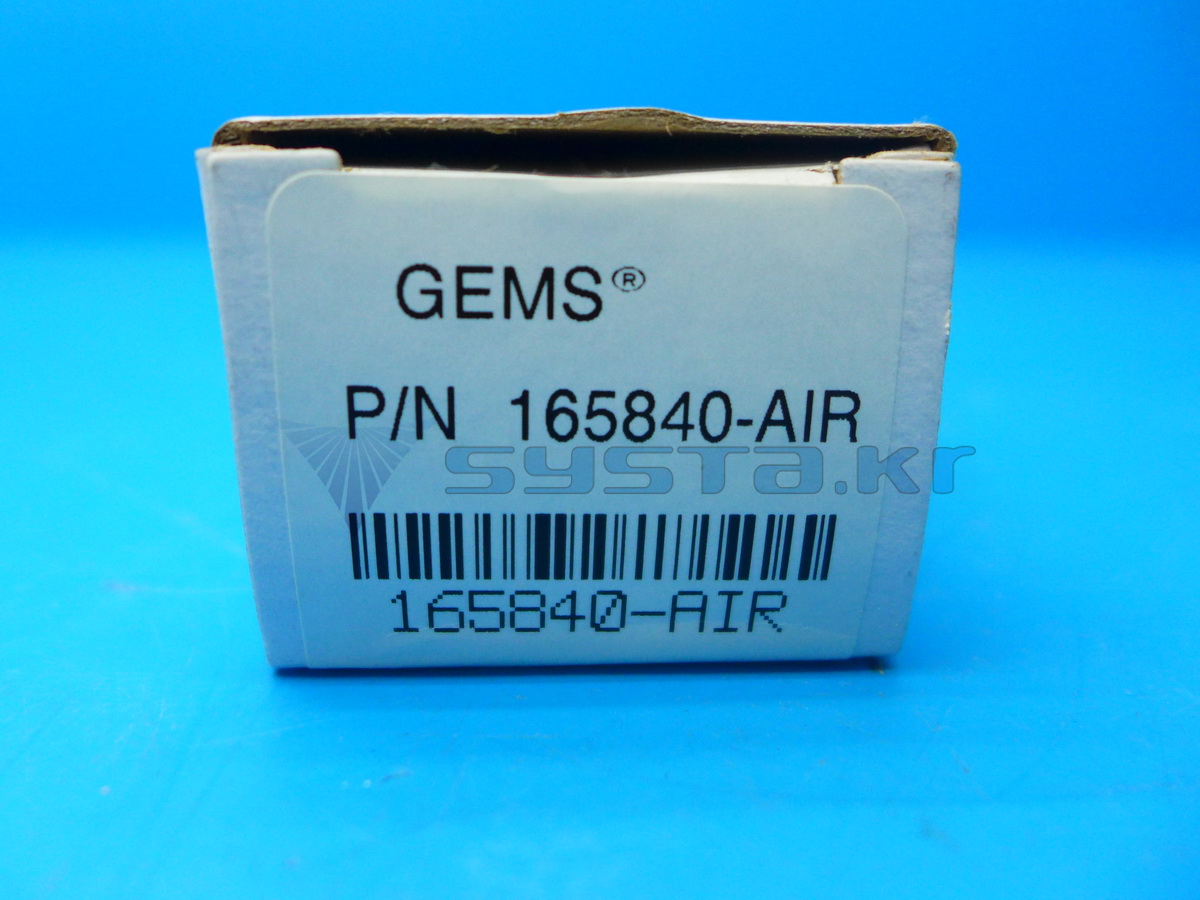 GEMS®
P/N 165840-AIR
systa.kr
165840-AIR